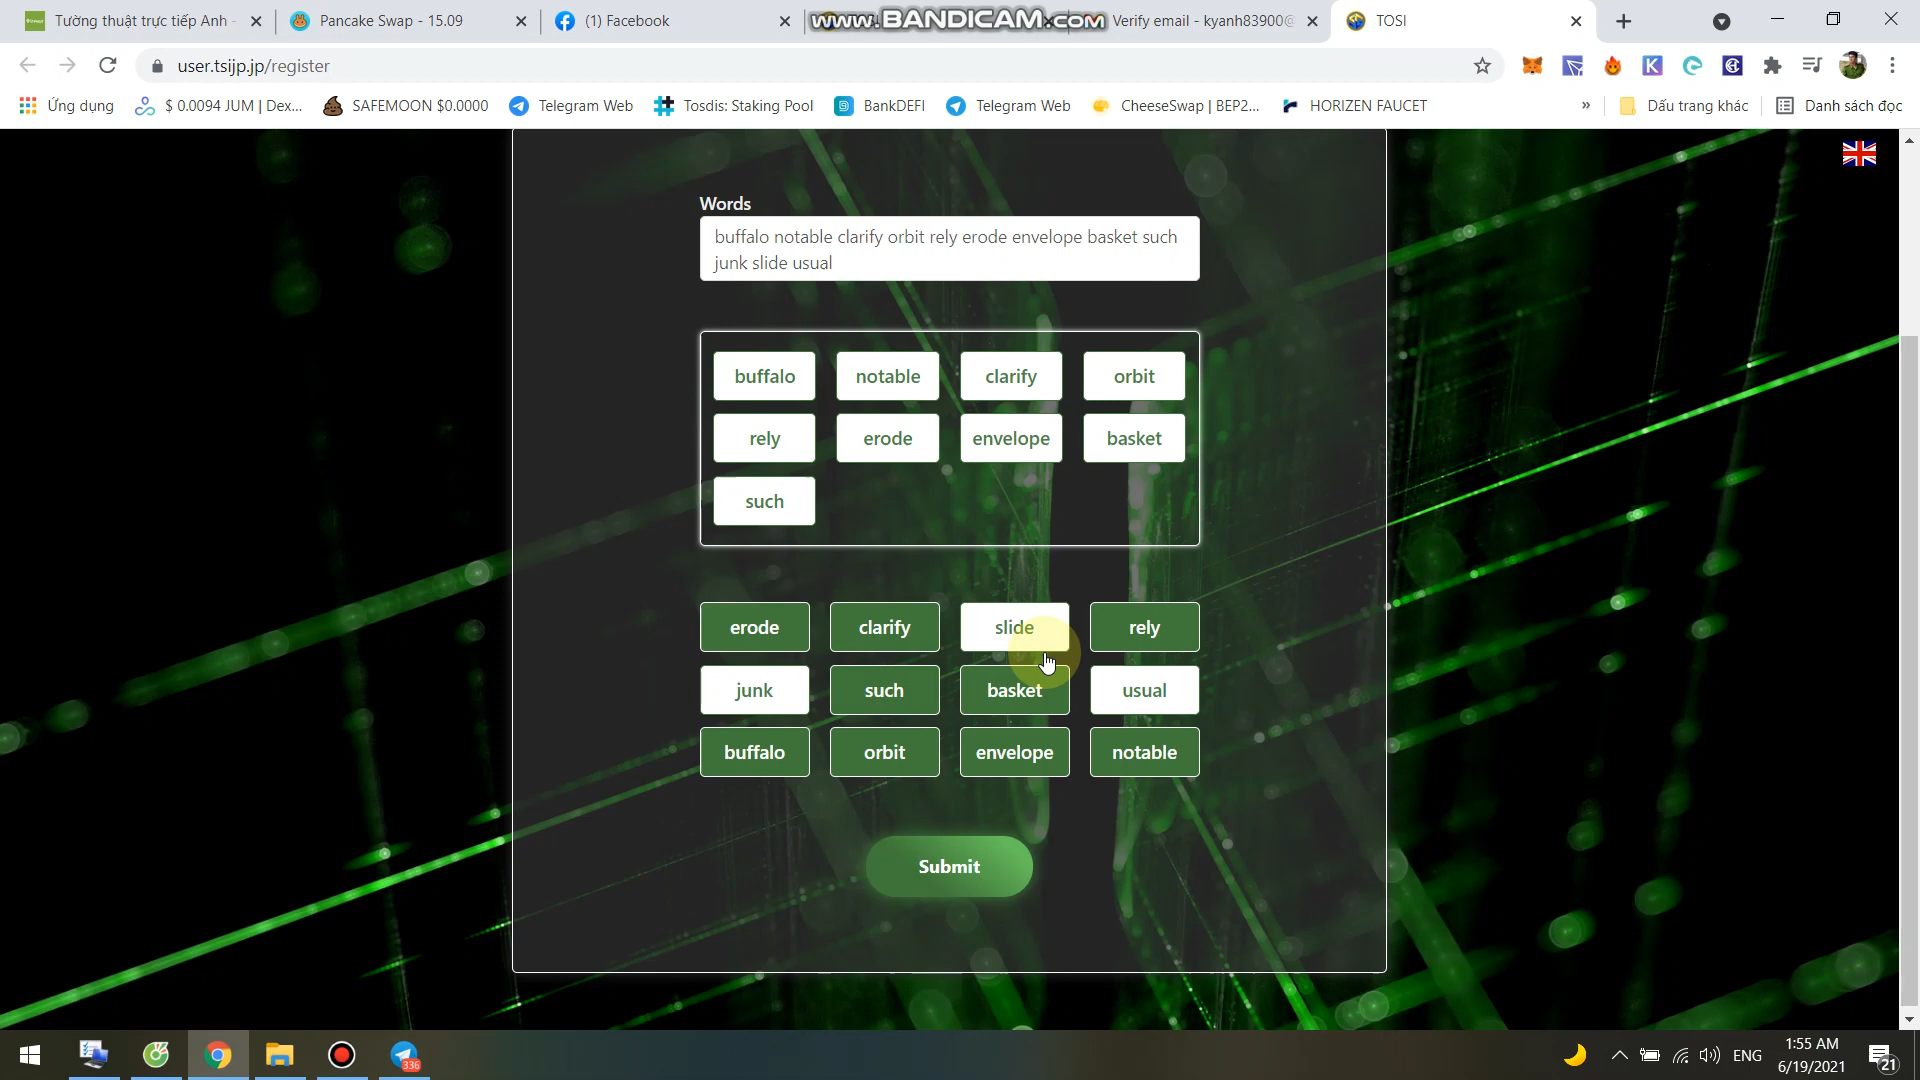 Tường thuật trực tiếp Anh -
Pancake Swap - 15.09
(1) Facebook
www.BANDICAM.com
Verify email - kyanh83900@
TOSI
user.tsijp.jp/register
Ứng dụng
$ 0.0094 JUM | Dex...
SAFEMOON $0.0000
Telegram Web
Tosdis: Staking Pool
BankDEFI
Telegram Web
CheeseSwap | BEP2...
HORIZEN FAUCET
»
Dấu trang khác
Danh sách đọc
Words
buffalo notable clarify orbit rely erode envelope basket such
junk slide usual
buffalo notable clarify orbit
rely erode envelope basket
such
erode clarify slide rely
junk such basket usual
buffalo orbit envelope notable
Submit
336
ENG
1:55 AM
6/19/2021
21